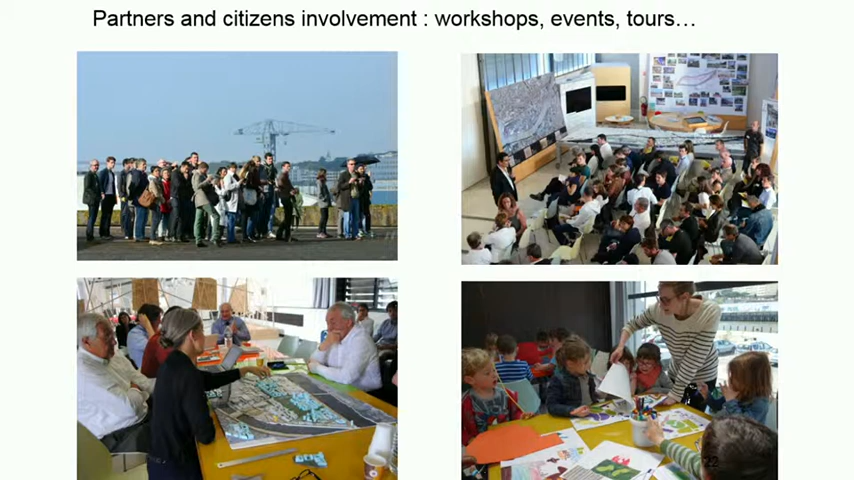 Partners and citizens involvement : workshops, events, tours…